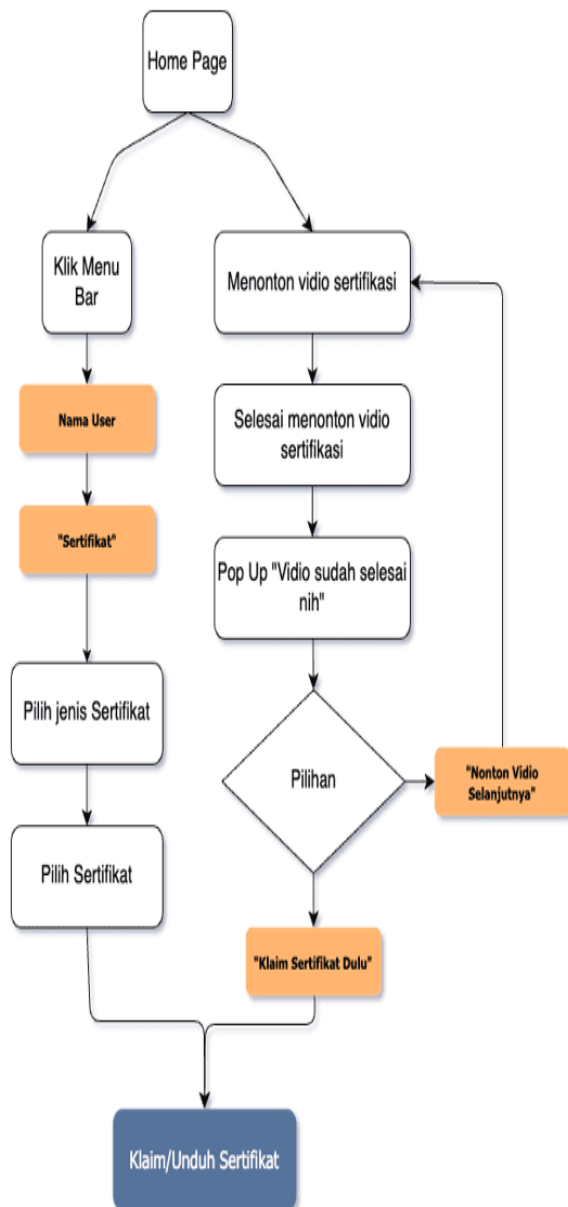 Home Page
Klik Menu
Bar
Nama User
"Sertifikat"
Pilih jenis Sertifikat
Pilih Sertifikat
Menonton vidio sertifikasi
Selesai menonton vidio
sertifikasi
Pop Up "Vidio sudah selesai
nih"
Pilihan
"Nonton Vidio
Selanjutnya"
"Klaim Sertifikat Dulu"
Klaim/Unduh Sertifikat